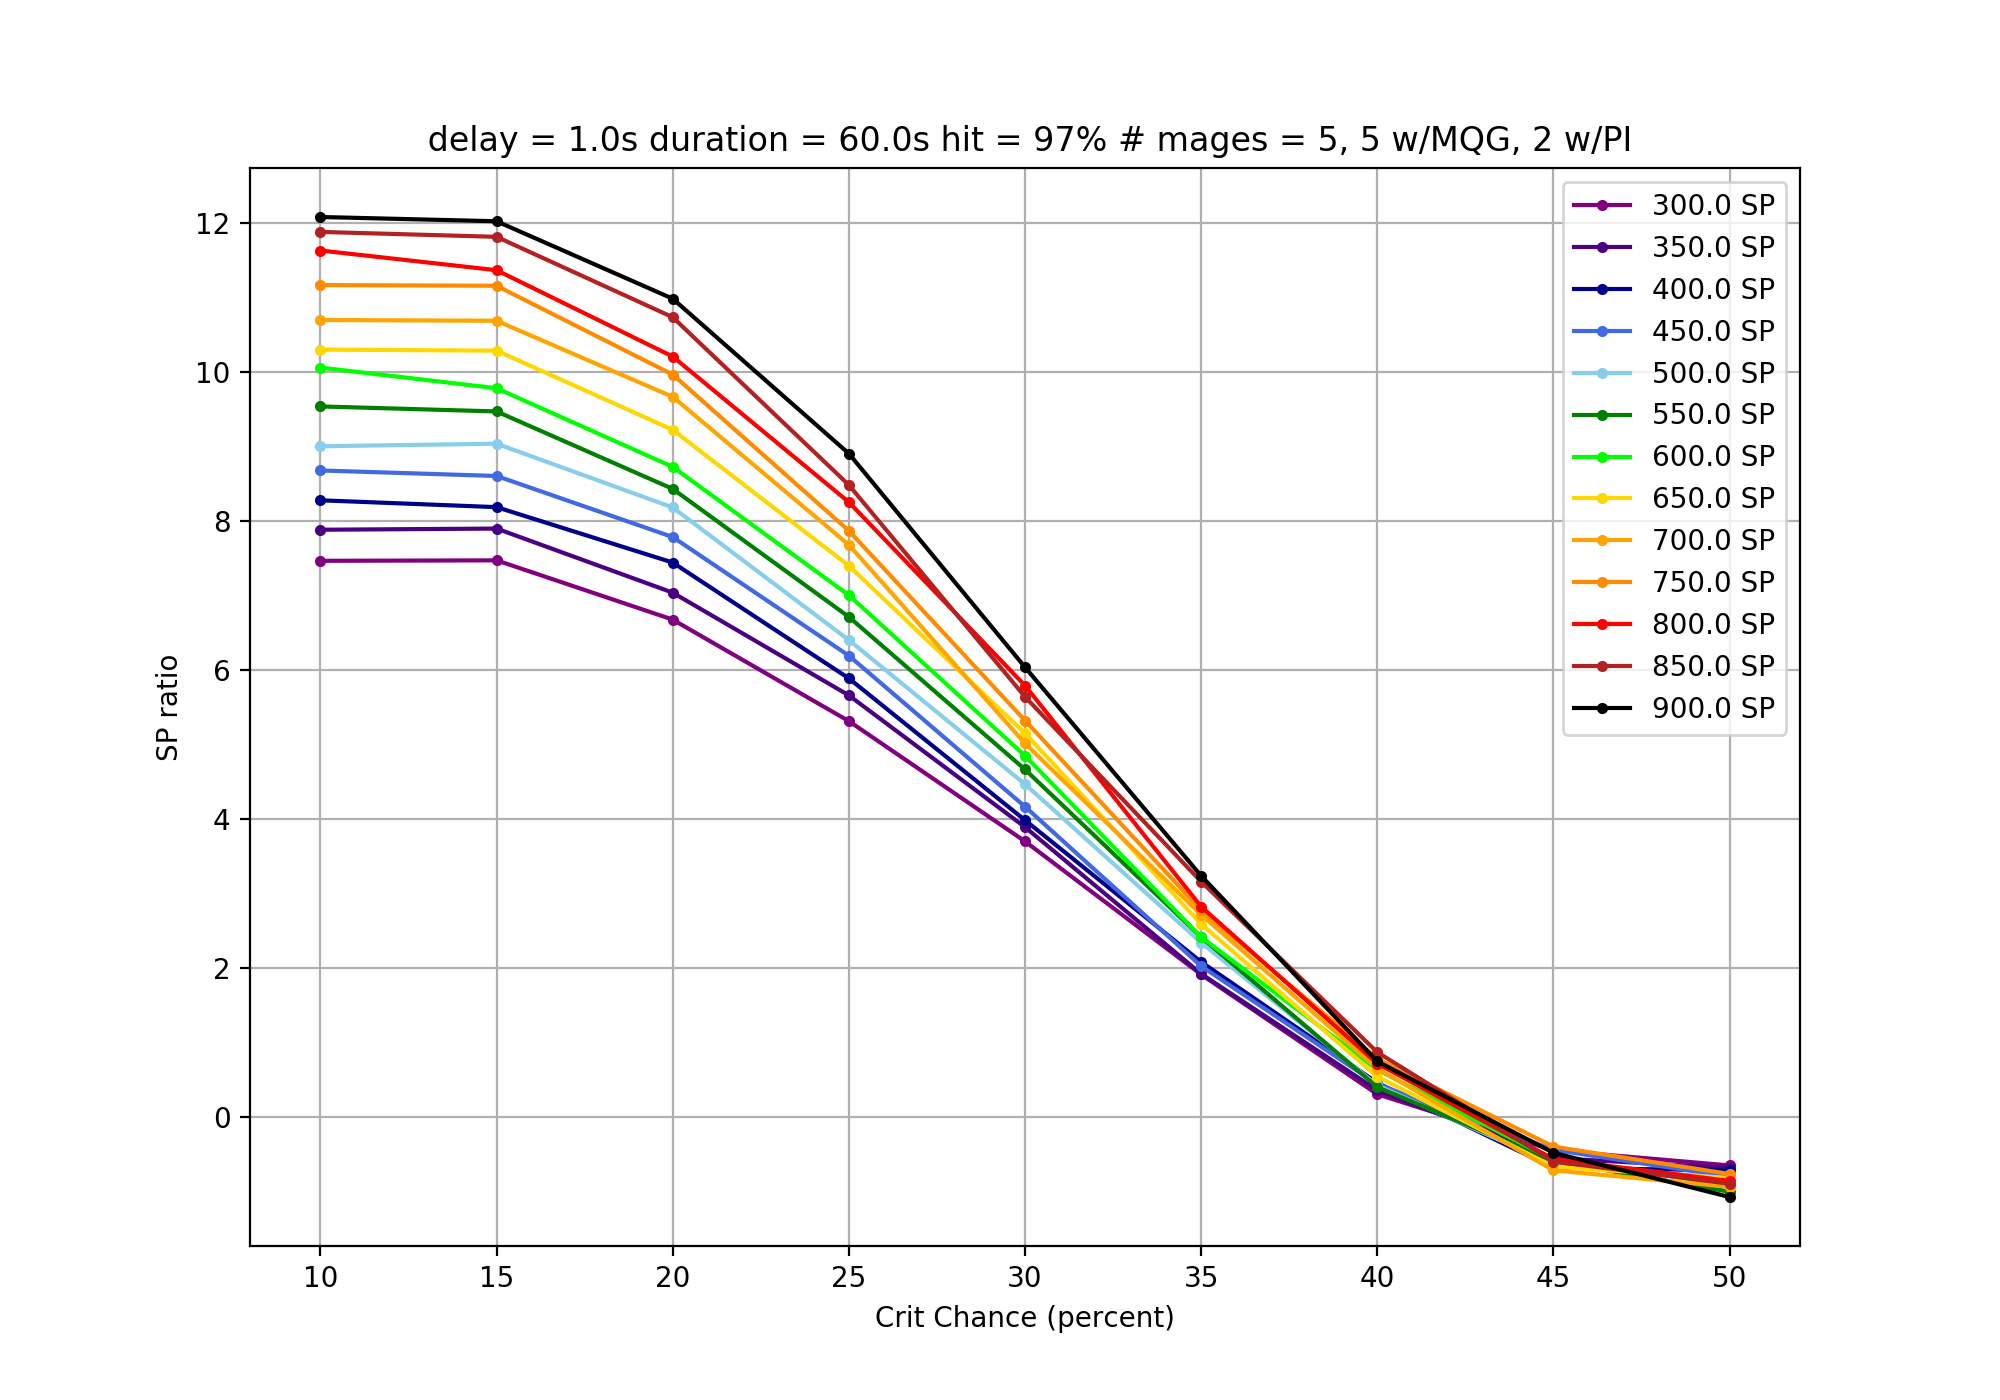 delay = 1.0s duration = 60.0s hit = 97% # mages = 5, 5 w/MQG, 2 w/PI
300.0 SP
350.0 SP
400.0 SP
450.0 SP
500.0 SP
550.0 SP
600.0 SP
650.0 SP
700.0 SP
750.0 SP
800.0 SP
850.0 SP
900.0 SP
12
10
8
6
4
2
0
SP ratio
10 15 20 25 30 35 40 45 50
Crit Chance (percent)